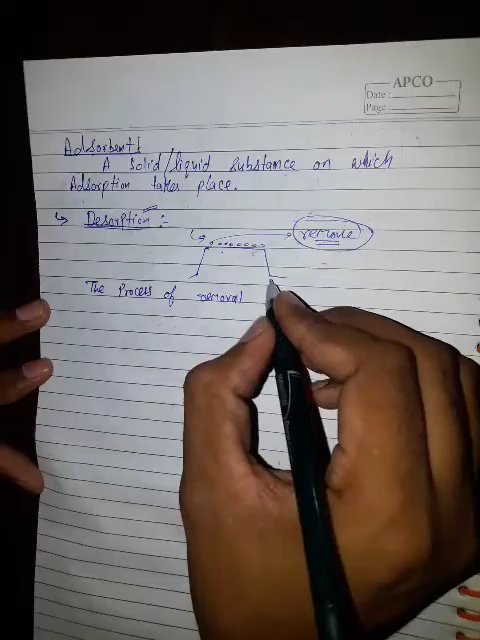 APCO
Date :
Page :
Adsorbent :
A Solid/liquid Substance on which
Adsorption takes place.
↳ Desorption :-
remove
The Process of removal